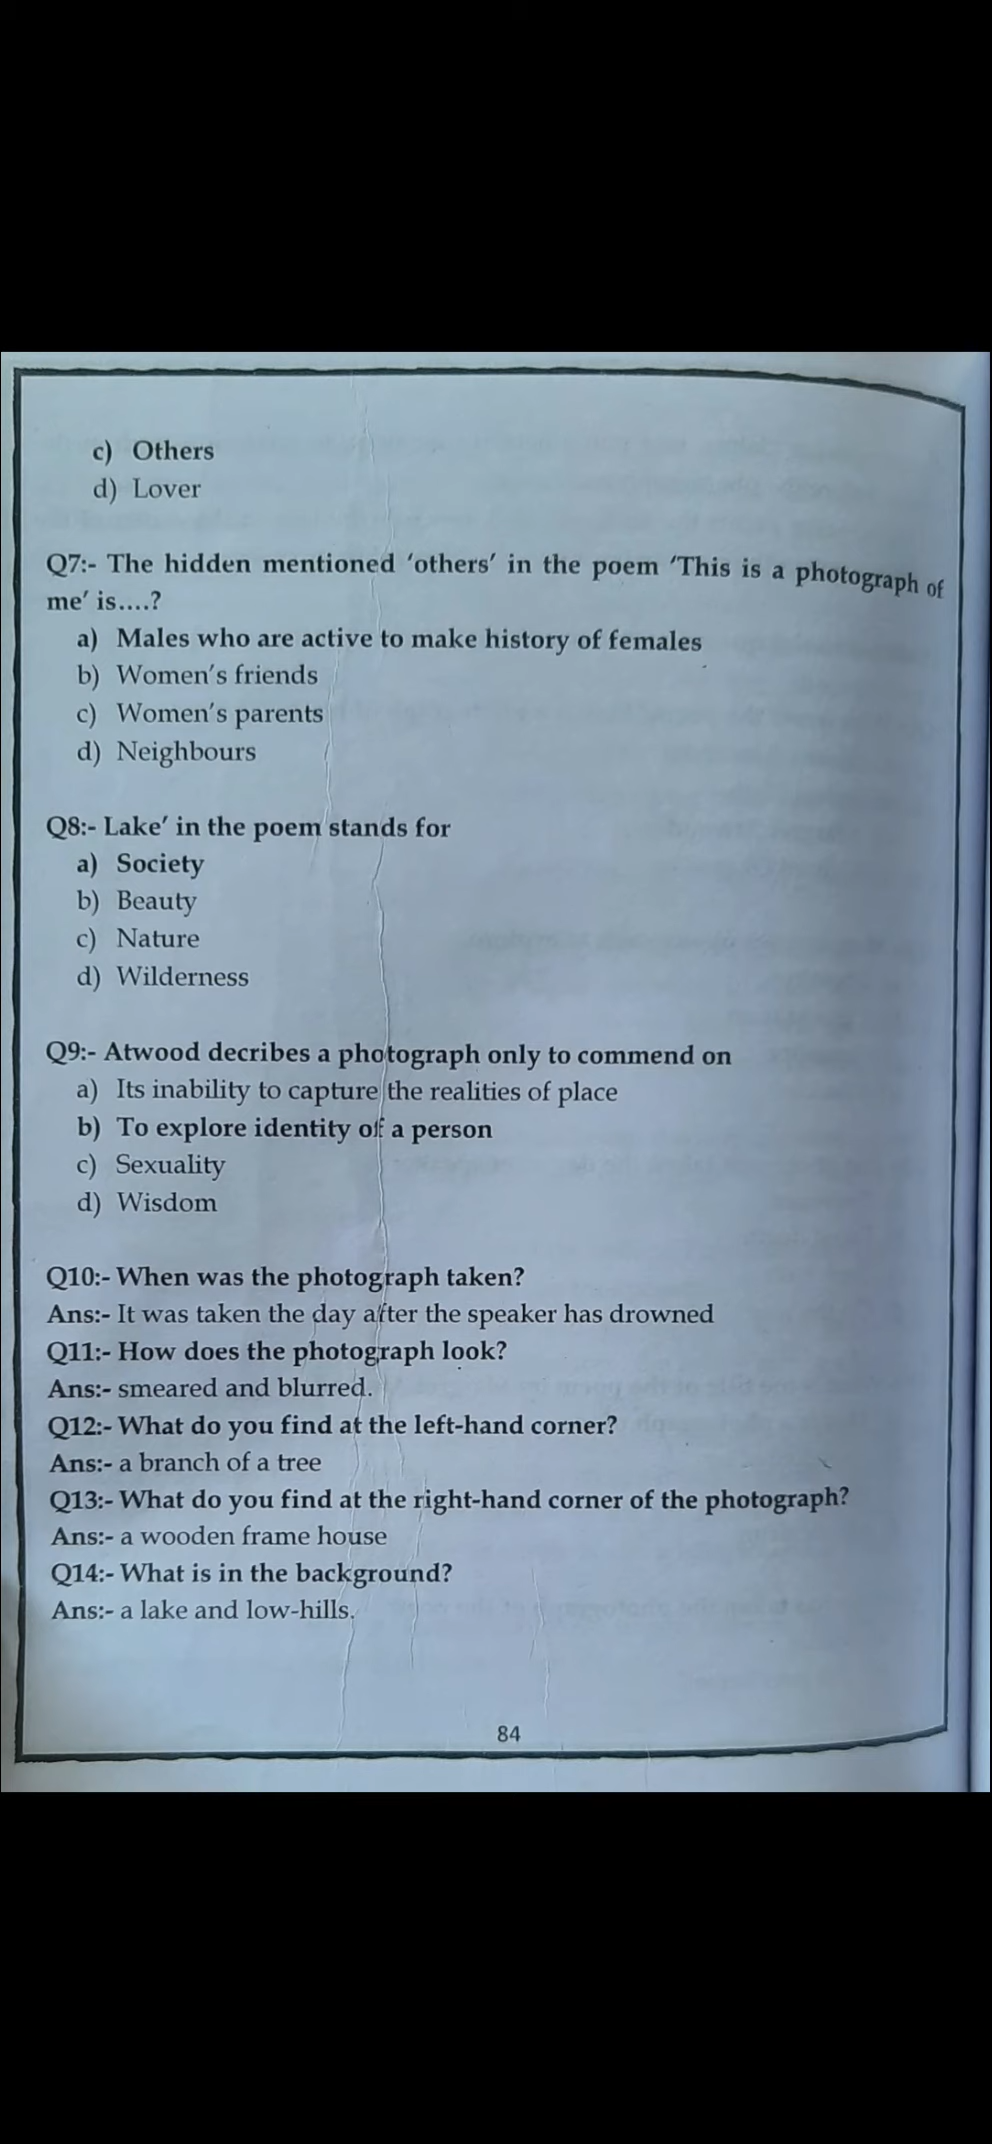 c) Others
d) Lover
Q7:- The hidden mentioned ‘others’ in the poem ‘This is a photograph of
me’ is....?
a) Males who are active to make history of females
b) Women’s friends
c) Women’s parents
d) Neighbours
Q8:- Lake’ in the poem stands for
a) Society
b) Beauty
c) Nature
d) Wilderness
Q9:- Atwood decribes a photograph only to commend on
a) Its inability to capture the realities of place
b) To explore identity of a person
c) Sexuality
d) Wisdom
Q10:- When was the photograph taken?
Ans:- It was taken the day after the speaker has drowned
Q11:- How does the photograph look?
Ans:- smeared and blurred.
Q12:- What do you find at the left-hand corner?
Ans:- a branch of a tree
Q13:- What do you find at the right-hand corner of the photograph?
Ans:- a wooden frame house
Q14:- What is in the background?
Ans:- a lake and low-hills.
84